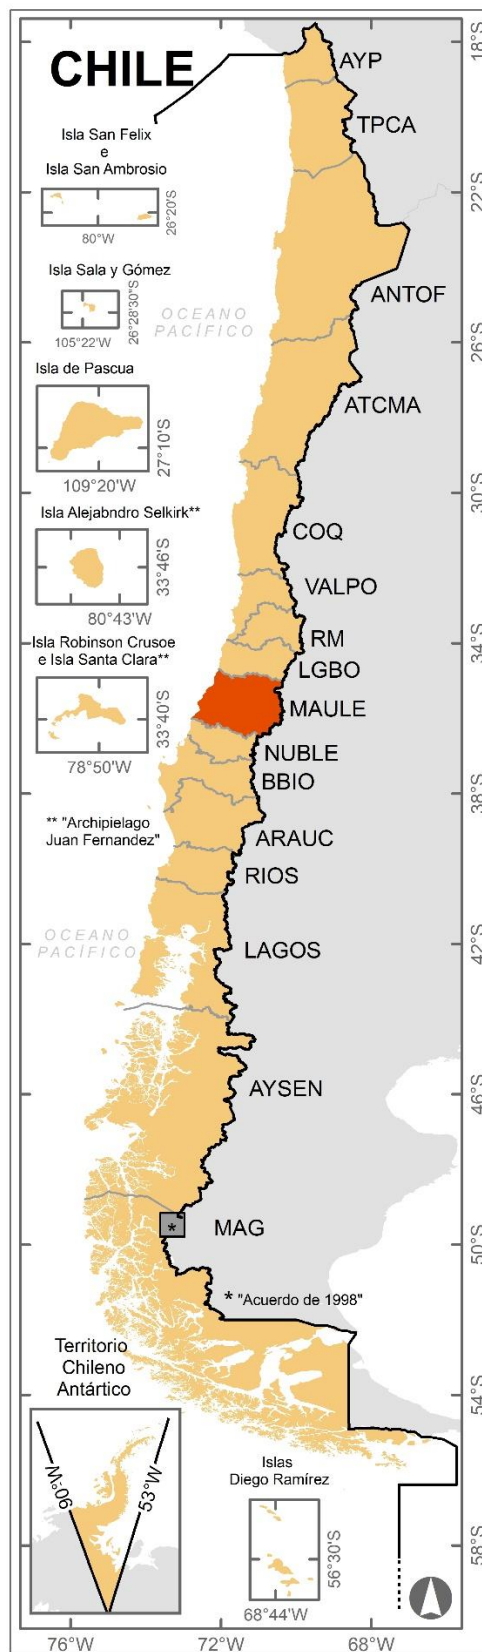 CHILE
18°S
AYP
TPCA
Isla San Felix
e
Isla San Ambrosio
26°20'S
80°W
22°S
Isla Sala y Gómez
26°28'30"S
105°22'W
OCEANO
PACÍFICO
ANTOF
26°S
Isla de Pascua
27°10'S
109°20'W
ATCMA
30°S
Isla Alejabndro Selkirk**
33°46'S
80°43'W
COQ
VALPO
Isla Robinson Crusoe
e Isla Santa Clara**
33°40'S
78°50'W
RM
34°S
LGBO
MAULE
NUBLE
BBIO
38°S
** "Archipielago
Juan Fernandez"
ARAUC
RIOS
OCEANO
PACÍFICO
LAGOS
42°S
AYSEN
46°S
*
MAG
50°S
* "Acuerdo de 1998"
Territorio
Chileno
Antártico
90°W
53°W
54°S
Islas
Diego Ramírez
56°30'S
68°44'W
58°S
76°W
72°W
68°W